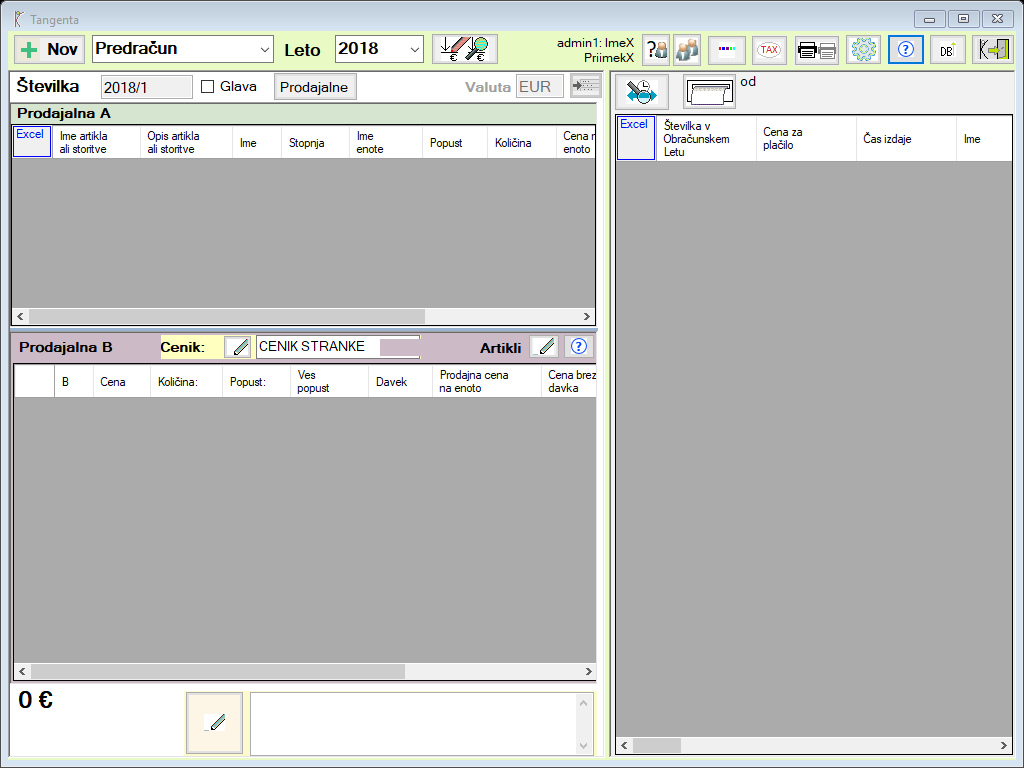 Tangenta
Nov
Predračun
Leto
2018
€ €
admin1: ImeX
PriimekX
?
TAX
?
DB
Številka
2018/1
Glava
Prodajalne
Valuta
EUR
od
Prodajalna A
Excel
Ime artikla
ali storitve
Opis artikla
ali storitve
Ime
Stopnja
Ime
enote
Popust
Količina
Cena n
enoto
Excel
Številka v
Obračunskem
Letu
Cena za
plačilo
Čas izdaje
Ime
Prodajalna B
Cenik:
CENIK STRANKE
Artikli
?
B
Cena
Količina:
Popust:
Ves
popust
Davek
Prodajna cena
na enoto
Cena brez
davka
0 €